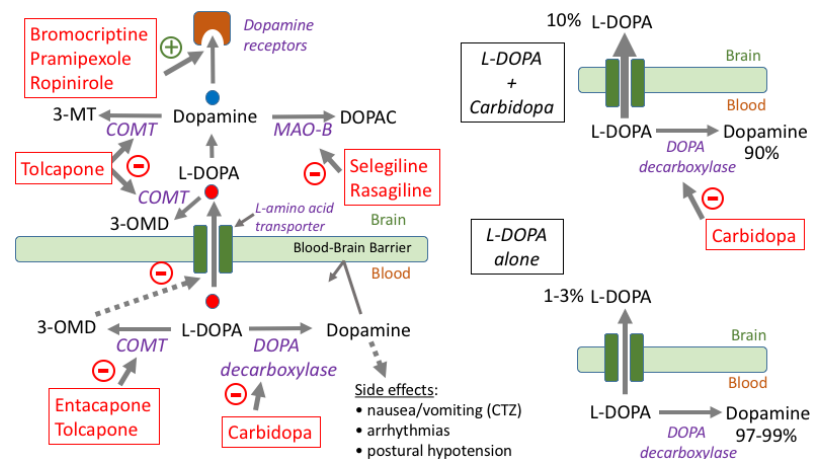 Bromocriptine
Pramipexole
Ropinirole
+
Dopamine
receptors
3-MT
COMT
Dopamine
MAO-B
DOPAC
Tolcapone
-
COMT
L-DOPA
-
Selegiline
Rasagiline
3-OMD
L-amino acid
transporter
Brain
Blood-Brain Barrier
Blood
-
3-OMD
COMT
L-DOPA
DOPA
decarboxylase
Dopamine
-
Entacapone
Tolcapone
-
Carbidopa
Side effects:
• nausea/vomiting (CTZ)
• arrhythmias
• postural hypotension
L-DOPA
+
Carbidopa
10% L-DOPA
Brain
Blood
L-DOPA
DOPA
decarboxylase
Dopamine
90%
-
Carbidopa
L-DOPA
alone
1-3% L-DOPA
Brain
Blood
L-DOPA
DOPA
decarboxylase
Dopamine
97-99%